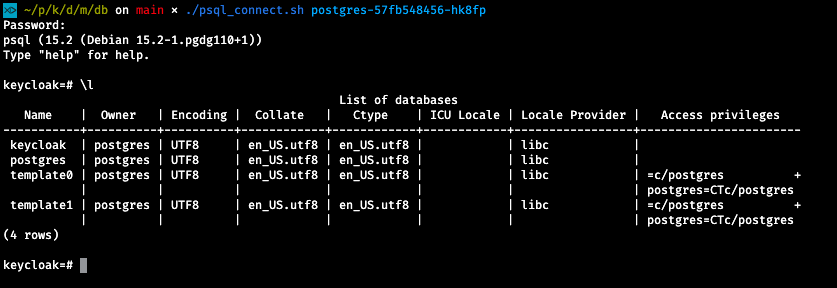 ~/p/k/d/m/db on main × ./psql_connect.sh postgres-57fb548456-hk8fp
Password:
psql (15.2 (Debian 15.2-1.pgdg110+1))
Type "help" for help.
keycloak=# \l
List of databases
Name | Owner | Encoding | Collate | Ctype | ICU Locale | Locale Provider | Access privileges
-----------+----------+----------+------------+------------+------------+-----------------+-----------------------
keycloak | postgres | UTF8 | en_US.utf8 | en_US.utf8 | | libc |
postgres | postgres | UTF8 | en_US.utf8 | en_US.utf8 | | libc |
template0 | postgres | UTF8 | en_US.utf8 | en_US.utf8 | | libc | =c/postgres +
| | | | | | | postgres=CTc/postgres
template1 | postgres | UTF8 | en_US.utf8 | en_US.utf8 | | libc | =c/postgres +
| | | | | | | postgres=CTc/postgres
(4 rows)
keycloak=#